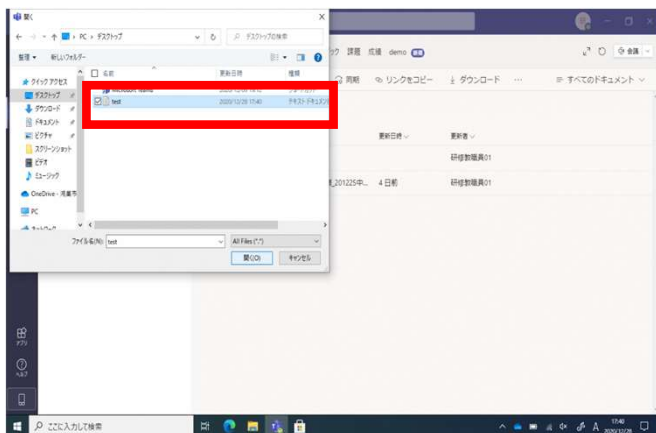 開く
PC › デスクトップ
デスクトップの検索
整理 ▾ 新しいフォルダー
名前 更新日時 種類
クイック アクセス
デスクトップ
ダウンロード
ドキュメント
ピクチャ
スクリーンショット
ビデオ
ミュージック
OneDrive
PC
test 2020/12/28 17:40 テキスト ドキュメン
ファイル名(N): test All Files (*.*)
開く(O) キャンセル
課題 成績 demo
会議
同期 リンクをコピー ダウンロード ··· すべてのドキュメント
更新日時 更新者
研修教職員01
_201225中... 4 日前 研修教職員01
アプリ
ヘルプ
ここに入力して検索
A 17:40
2020/12/28